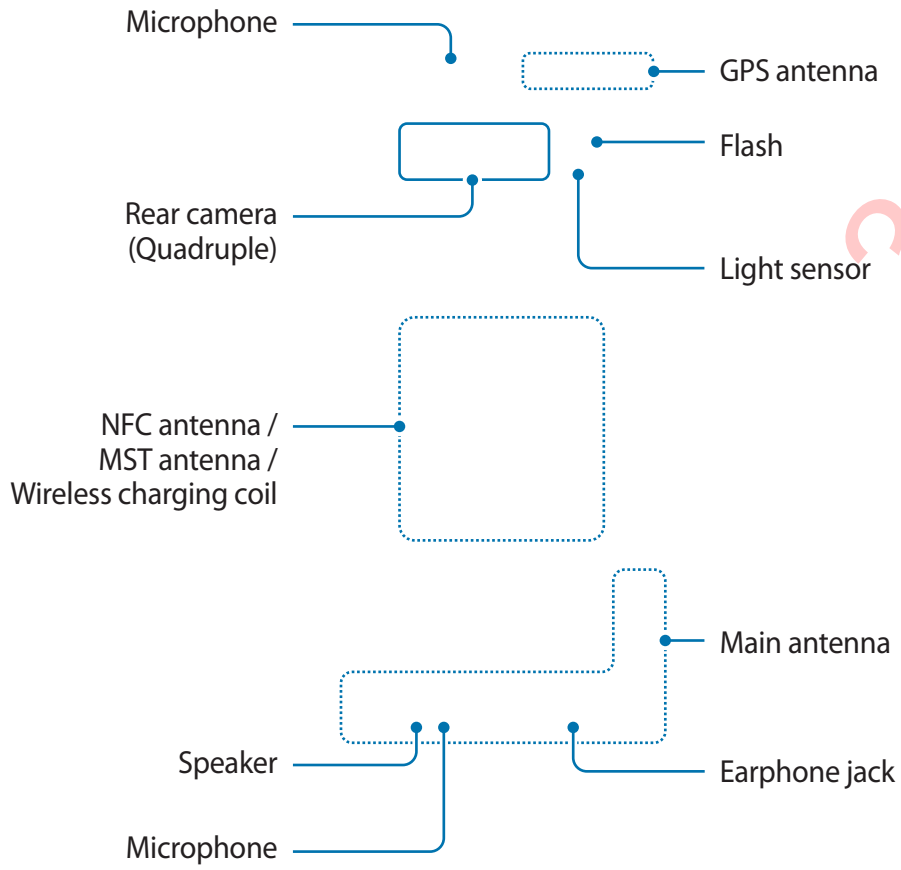 Microphone
GPS antenna
Flash
Rear camera
(Quadruple)
Light sensor
NFC antenna /
MST antenna /
Wireless charging coil
Main antenna
Speaker
Earphone jack
Microphone